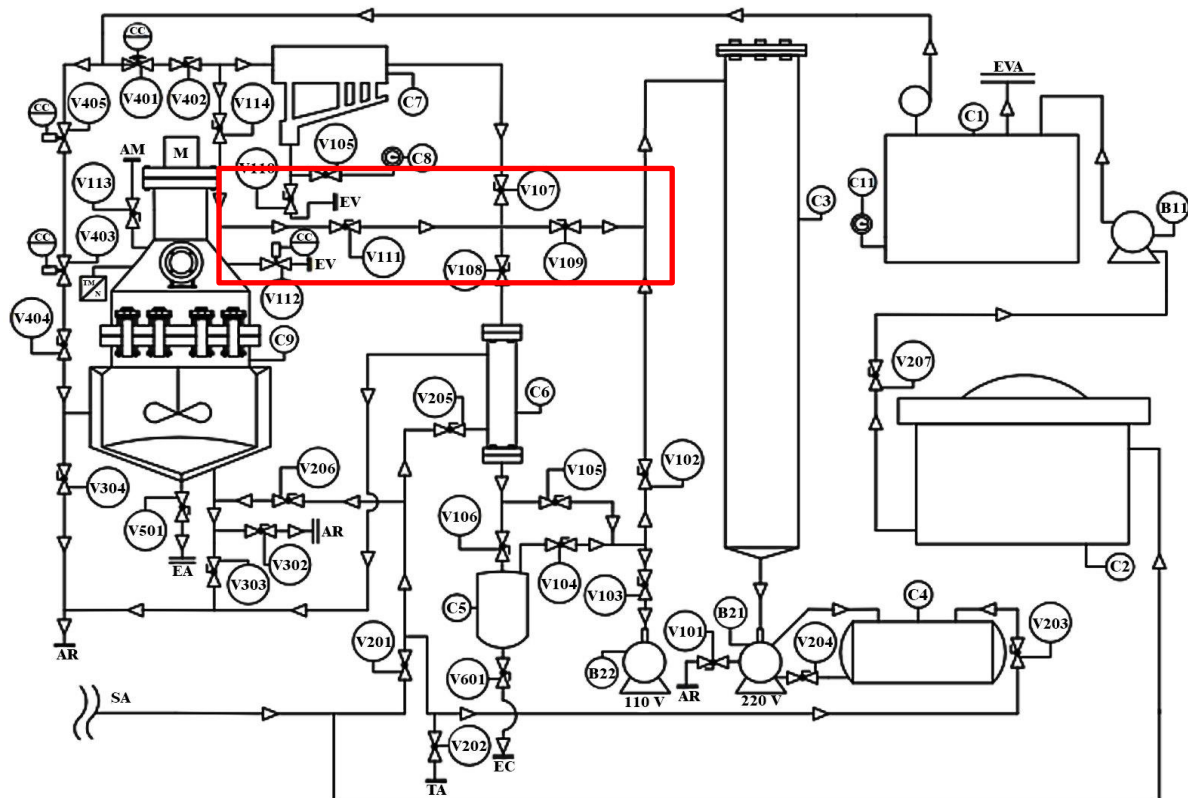 CC
V401
V402
V405
CC
V114
C7
EVA
C1
AM
M
V110
V105
C8
V113
V107
C11
B11
V403
CC
EV
C3
CC
EV
V111
V108
V109
V112
TM
N
V404
C9
V207
C6
V205
V206
V105
V102
V304
V501
V106
AR
V302
V303
V104
EA
V103
C2
C5
B21
C4
V201
V101
V204
V203
AR
V601
B22
AR
110 V
220 V
SA
V202
EC
TA